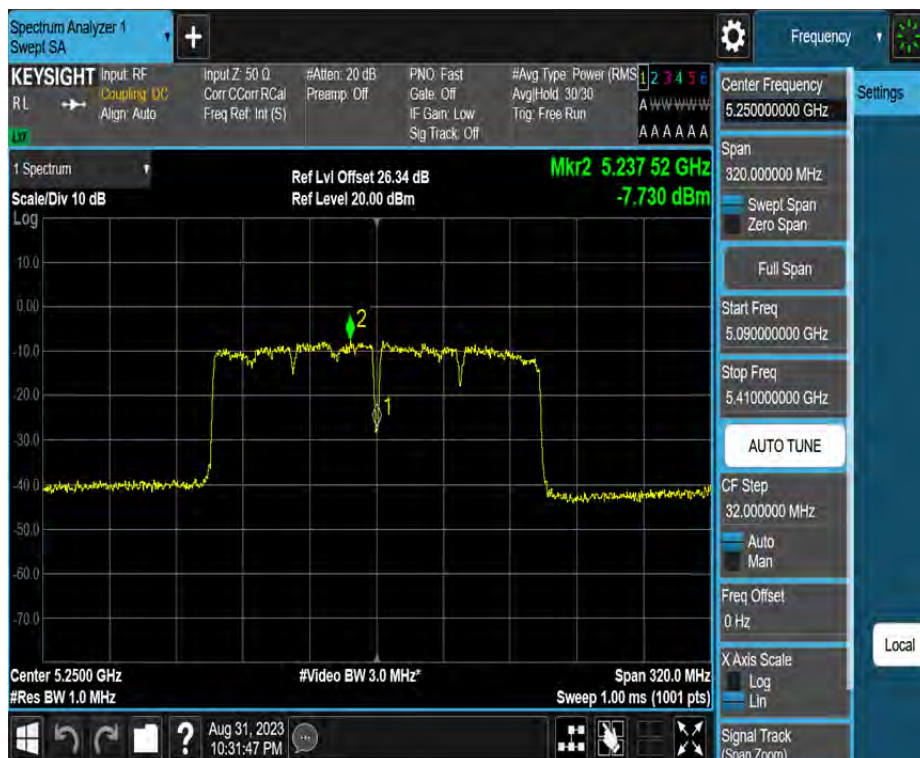 Spectrum Analyzer 1
Swept SA
Frequency
KEYSIGHT
RL
LXI
Input: RF
Coupling: DC
Align: Auto
Input Z: 50 Ω
Corr CCorr RCal
Freq Ref: Int (S)
#Atten: 20 dB
Preamp: Off
PNO: Fast
Gate: Off
IF Gain: Low
Sig Track: Off
#Avg Type: Power (RMS
Avg|Hold: 30/30
Trig: Free Run
1 2 3 4 5 6
A W W W W W
A A A A A A
1 Spectrum
Scale/Div 10 dB
Log
Ref Lvl Offset 26.34 dB
Ref Level 20.00 dBm
Mkr2 5.237 52 GHz
-7.730 dBm
10.0
0.00
-10.0
-20.0
-30.0
-40.0
-50.0
-60.0
-70.0
2
1
Center 5.2500 GHz
#Res BW 1.0 MHz
#Video BW 3.0 MHz*
Span 320.0 MHz
Sweep 1.00 ms (1001 pts)
?
Aug 31, 2023
10:31:47 PM
Center Frequency
5.250000000 GHz
Settings
Span
320.000000 MHz
Swept Span
Zero Span
Full Span
Start Freq
5.090000000 GHz
Stop Freq
5.410000000 GHz
AUTO TUNE
CF Step
32.000000 MHz
Auto
Man
Freq Offset
0 Hz
X Axis Scale
Log
Lin
Local
Signal Track
(Span Zoom)